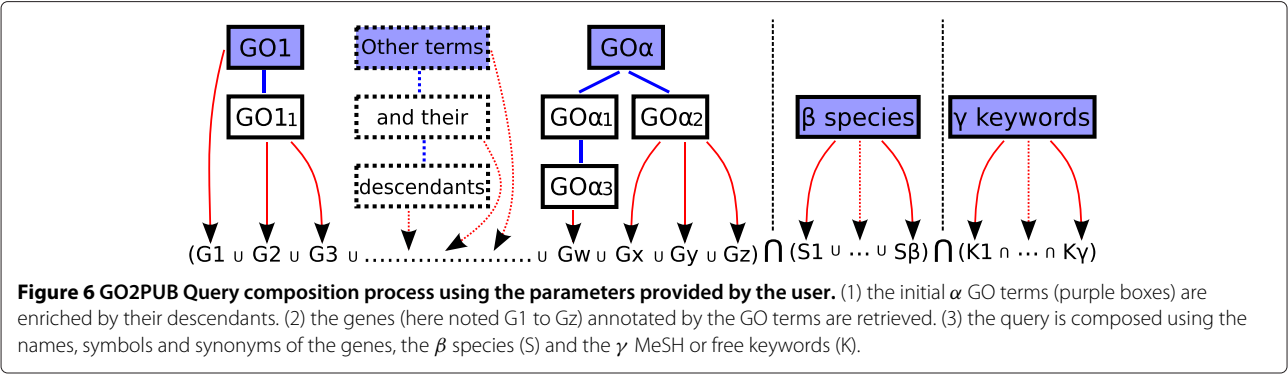 GO1
Other terms
GOα
GO11
and their
GOα1
GOα2
β species
γ keywords
descendants
GOα3
(G1 ∪ G2 ∪ G3 ∪ ...................... ∪ Gw ∪ Gx ∪ Gy ∪ Gz) ⋂ (S1 ∪ ... ∪ Sβ) ⋂ (K1 ∩ ... ∩ Kγ)
Figure 6 GO2PUB Query composition process using the parameters provided by the user. (1) the initial α GO terms (purple boxes) are
enriched by their descendants. (2) the genes (here noted G1 to Gz) annotated by the GO terms are retrieved. (3) the query is composed using the
names, symbols and synonyms of the genes, the β species (S) and the γ MeSH or free keywords (K).